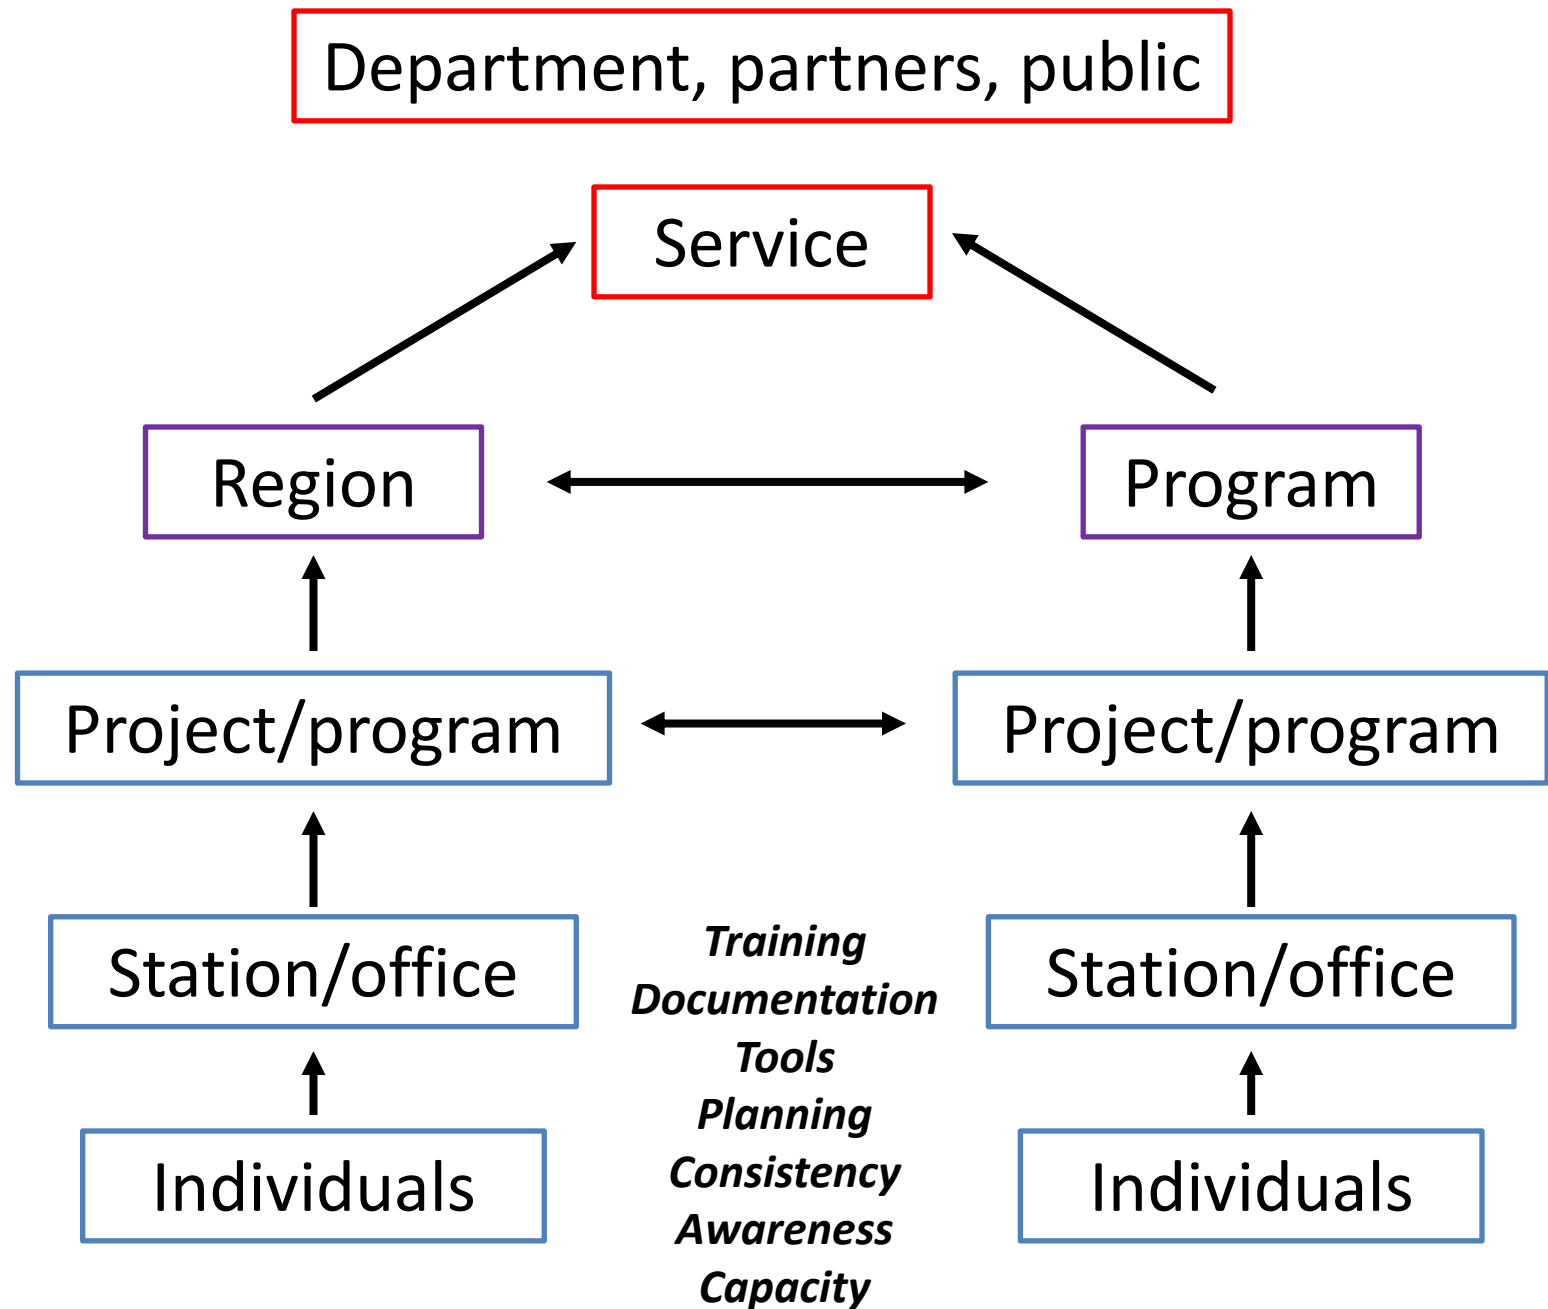 Department, partners, public
Service
Region
Program
Project/program
Project/program
Station/office
Station/office
Training
Documentation
Tools
Planning
Consistency
Awareness
Capacity
Individuals
Individuals